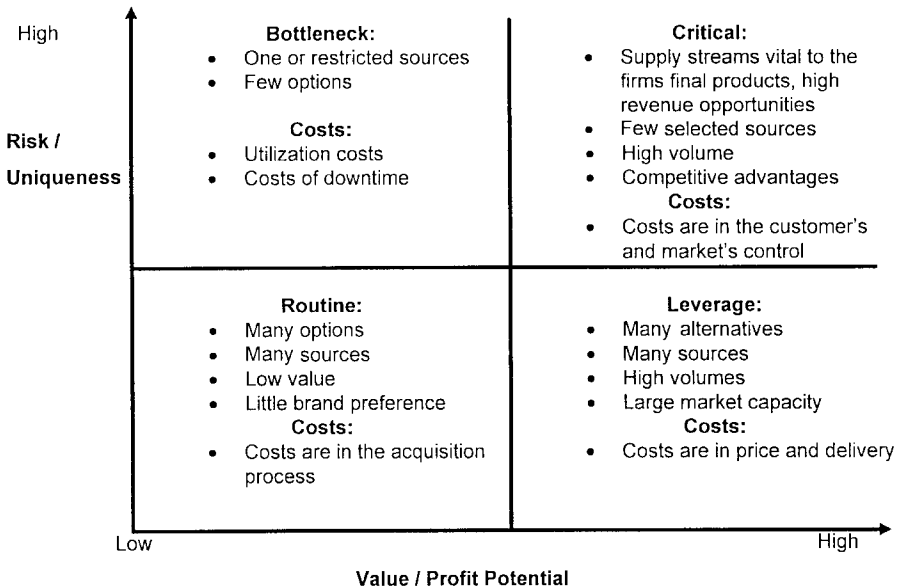 High
Risk /
Uniqueness
Bottleneck:
• One or restricted sources
• Few options
Costs:
• Utilization costs
• Costs of downtime
Critical:
• Supply streams vital to the
firms final products, high
revenue opportunities
• Few selected sources
• High volume
• Competitive advantages
Costs:
• Costs are in the customer's
and market's control
Routine:
• Many options
• Many sources
• Low value
• Little brand preference
Costs:
• Costs are in the acquisition
process
Leverage:
• Many alternatives
• Many sources
• High volumes
• Large market capacity
Costs:
• Costs are in price and delivery
Low
High
Value / Profit Potential